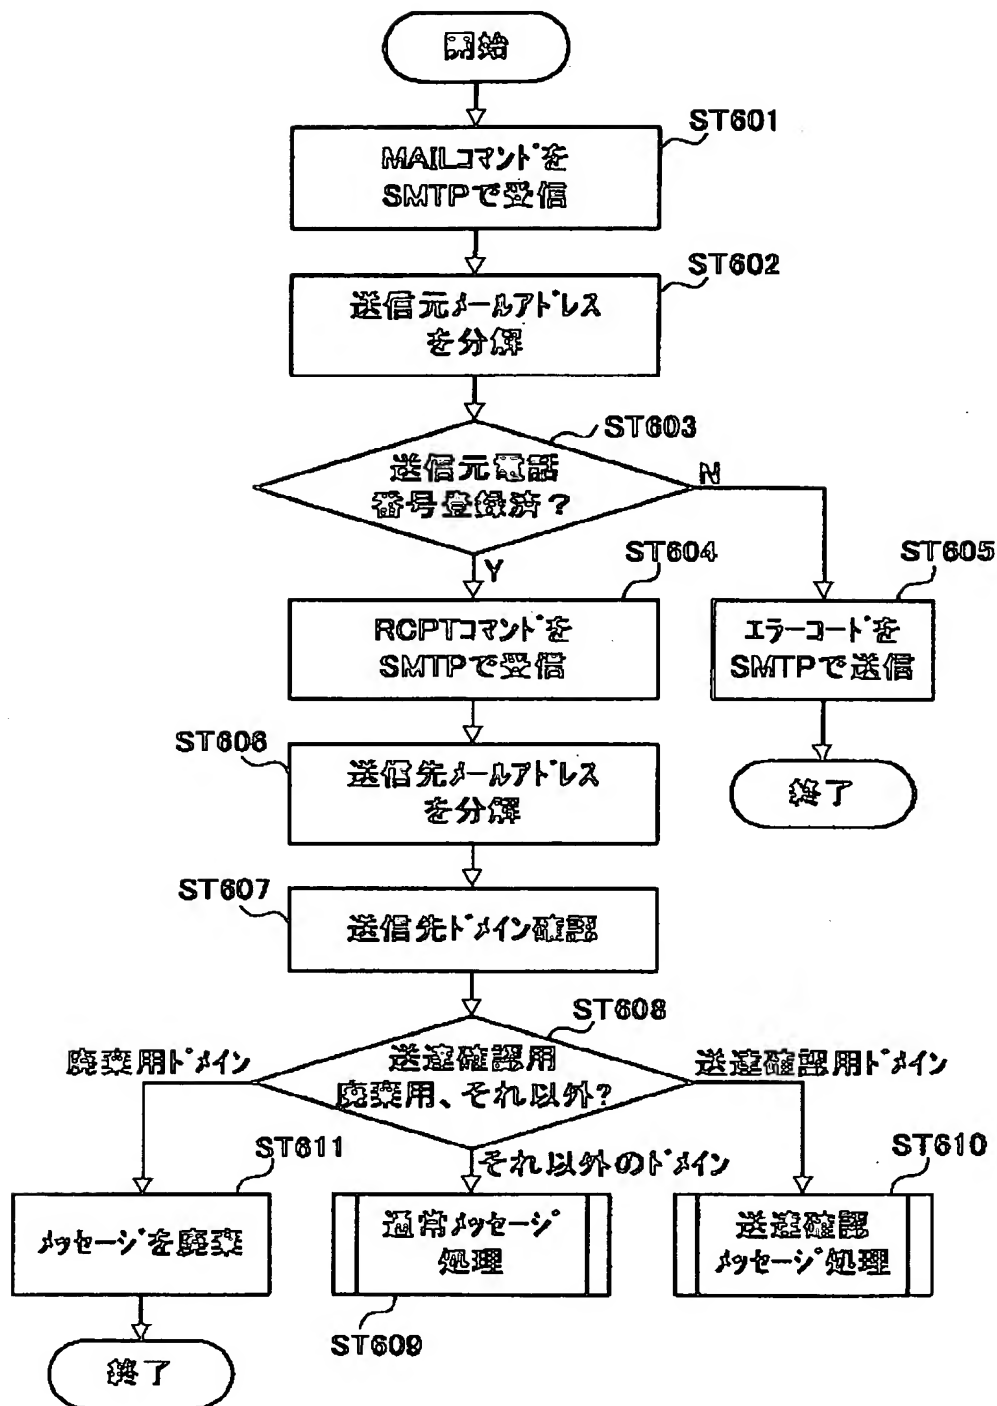 開始
ST601
MAILコマンドを
SMTPで受信
ST602
送信元メールアドレス
を分解
ST603
送信元電話
番号登録済?
N
Y
ST604
RCPTコマンドを
SMTPで受信
ST605
エラーコードを
SMTPで送信
終了
ST606
送信先メールアドレス
を分解
ST607
送信先ドメイン確認
ST608
送達確認用
廃棄用、それ以外?
廃棄用ドメイン
送達確認用ドメイン
それ以外のドメイン
ST611
メッセージを廃棄
終了
通常メッセージ
処理
ST609
ST610
送達確認
メッセージ処理